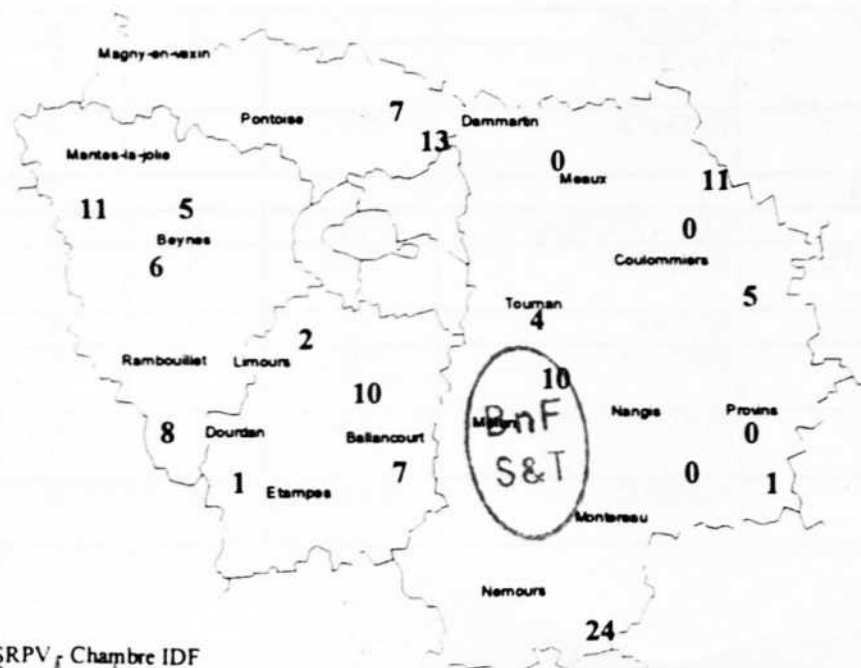 Magny-en-vexin
Pontoise
7
Dammartin
13
Mantes-la-jolie
0
Meaux
11
11
5
0
Beynes
Coulommiers
6
5
Tournan
4
2
Rambouillet
Limours
10
10
Nangis
Provins
8
Dourdan
Ballancourt
BnF
0
S&T
1
Etampes
7
0
1
Montereau
Nemours
24
SRPV, Chambre IDF